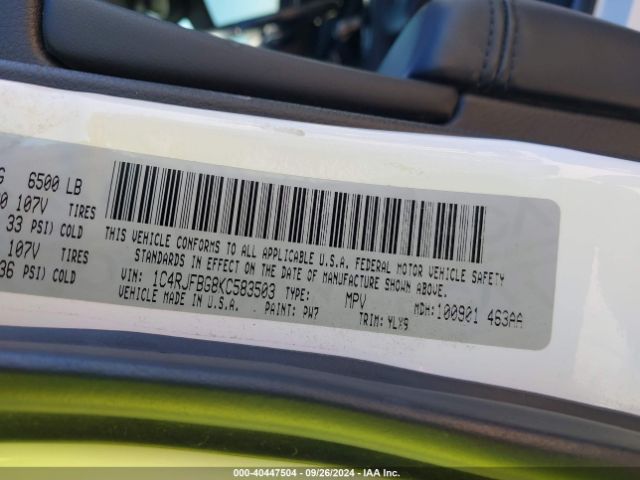 6500 LB
107V TIRES
33 PSI) COLD
107V TIRES
36 PSI) COLD
THIS VEHICLE CONFORMS TO ALL APPLICABLE U.S.A. FEDERAL MOTOR VEHICLE SAFETY
STANDARDS IN EFFECT ON THE DATE OF MANUFACTURE SHOWN ABOVE.
VIN: 1C4RJFBG8KC583503 TYPE: MPV MDH:100901 463AA
VEHICLE MADE IN U.S.A. PAINT: PW7 TRIM:
000-40447504 - 09/26/2024 - IAA Inc.